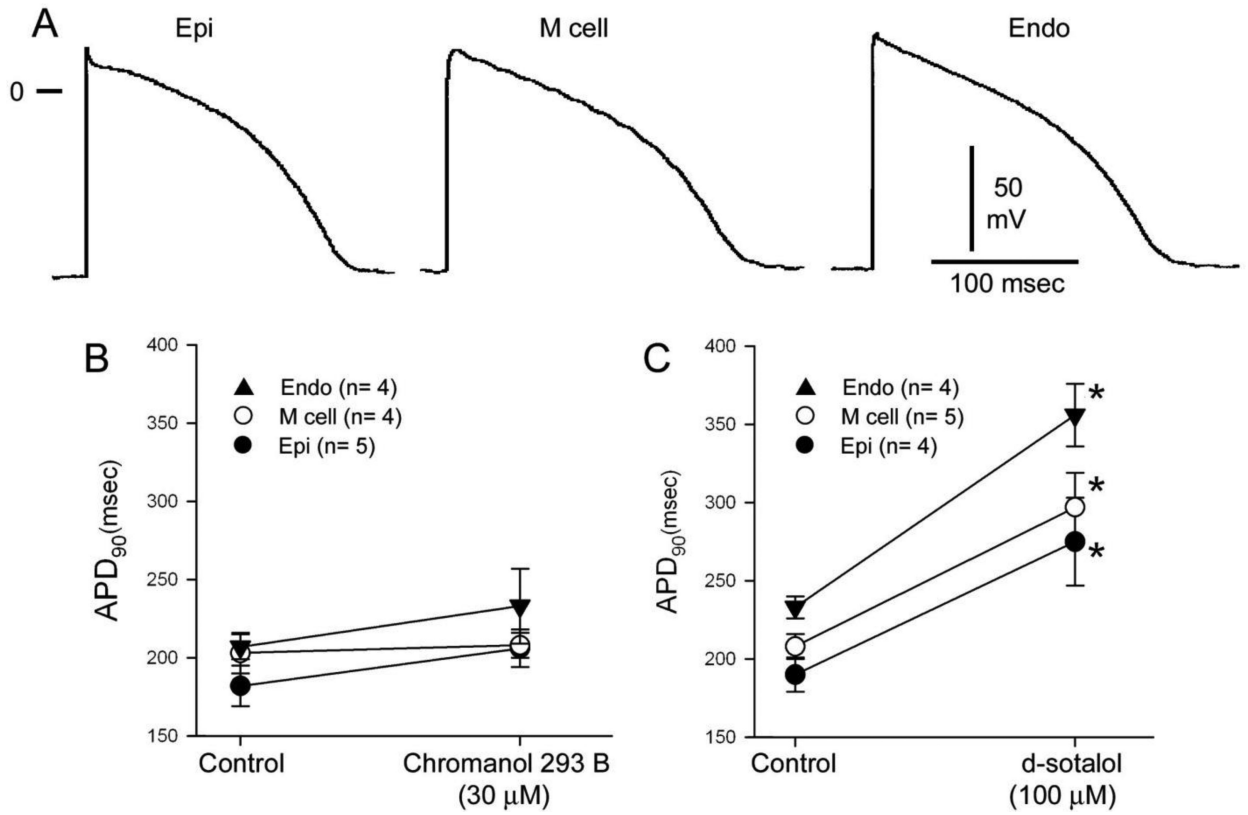 A
Epi
M cell
Endo
0
50
mV
100 msec
B
400
350
300
250
200
150
APD90(msec)
Endo (n= 4)
M cell (n= 4)
Epi (n= 5)
Control
Chromanol 293 B
(30 μM)
C
400
350
300
250
200
150
APD90(msec)
Endo (n= 4)
M cell (n= 5)
Epi (n= 4)
*
*
*
Control
d-sotalol
(100 μM)